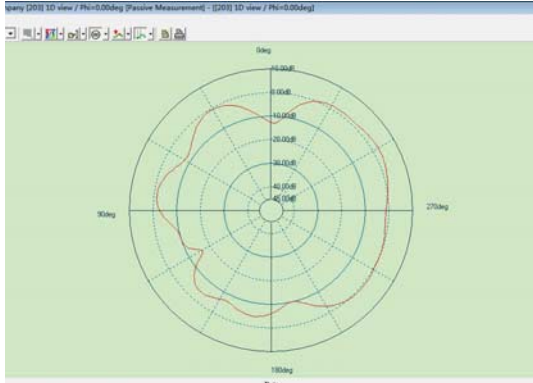 mpany [203] 1D view / Phi=0.00deg [Passive Measurement] - [[203] 1D view / Phi=0.00deg]
0deg
10.00dB
0.00dB
-10.00dB
-20.00dB
-30.00dB
-40.00dB
-45.00dB
90deg
270deg
180deg